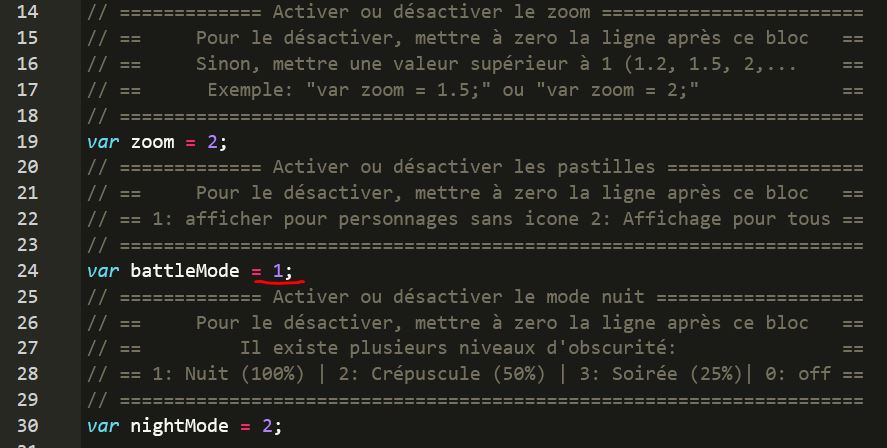 14 // ============= Activer ou désactiver le zoom ========================
15 // ==     Pour le désactiver, mettre à zero la ligne après ce bloc   ==
16 // ==     Sinon, mettre une valeur supérieur à 1 (1.2, 1.5, 2,...    ==
17 // ==      Exemple: "var zoom = 1.5;" ou "var zoom = 2;"             ==
18 // ====================================================================
19 var zoom = 2;
20 // ============= Activer ou désactiver les pastilles ==================
21 // ==     Pour le désactiver, mettre à zero la ligne après ce bloc   ==
22 // == 1: afficher pour personnages sans icone 2: Affichage pour tous ==
23 // ====================================================================
24 var battleMode = 1;
25 // ============= Activer ou désactiver le mode nuit ===================
26 // ==     Pour le désactiver, mettre à zero la ligne après ce bloc   ==
27 // ==         Il existe plusieurs niveaux d'obscurité:               ==
28 // == 1: Nuit (100%) | 2: Crépuscule (50%) | 3: Soirée (25%)| 0: off ==
29 // ====================================================================
30 var nightMode = 2;